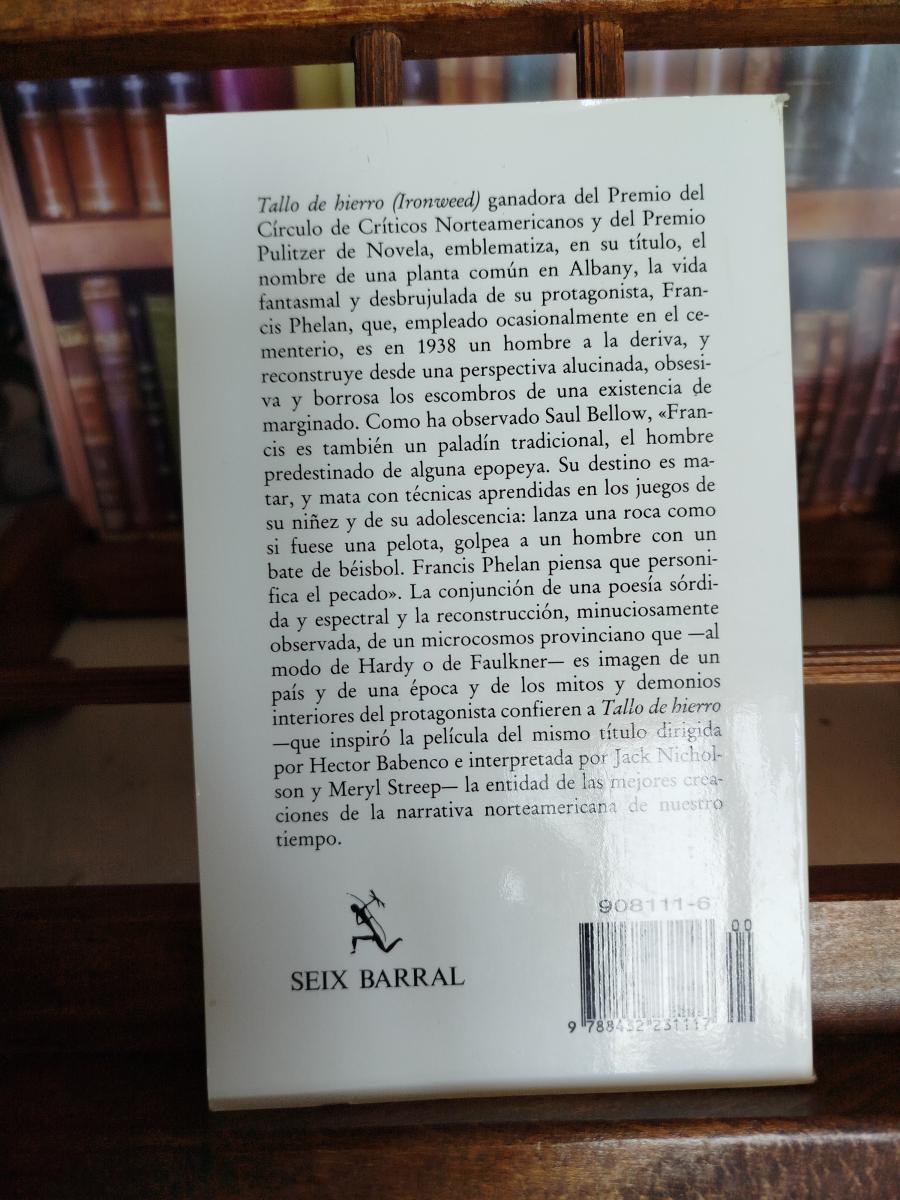 Tallo de hierro (Ironweed) ganadora del Premio del
Círculo de Críticos Norteamericanos y del Premio
Pulitzer de Novela, emblematiza, en su título, el
nombre de una planta común en Albany, la vida
fantasmal y desbrujulada de su protagonista, Fran-
cis Phelan, que, empleado ocasionalmente en el ce-
menterio, es en 1938 un hombre a la deriva, y
reconstruye desde una perspectiva alucinada, obsesi-
va y borrosa los escombros de una existencia de
marginado. Como ha observado Saul Bellow, «Fran-
cis es también un paladín tradicional, el hombre
predestinado de alguna epopeya. Su destino es ma-
tar, y mata con técnicas aprendidas en los juegos de
su niñez y de su adolescencia: lanza una roca como
si fuese una pelota, golpea a un hombre con un
bate de béisbol. Francis Phelan piensa que personi-
fica el pecado». La conjunción de una poesía sórdi-
da y espectral y la reconstrucción, minuciosamente
observada, de un microcosmos provinciano que —al
modo de Hardy o de Faulkner— es imagen de un
país y de una época y de los mitos y demonios
interiores del protagonista confieren a Tallo de hierro
—que inspiró la película del mismo título dirigida
por Hector Babenco e interpretada por Jack Nichol-
son y Meryl Streep— la entidad de las mejores crea-
ciones de la narrativa norteamericana de nuestro
tiempo.
SEIX BARRAL
908111-6
00
9 788432 231117